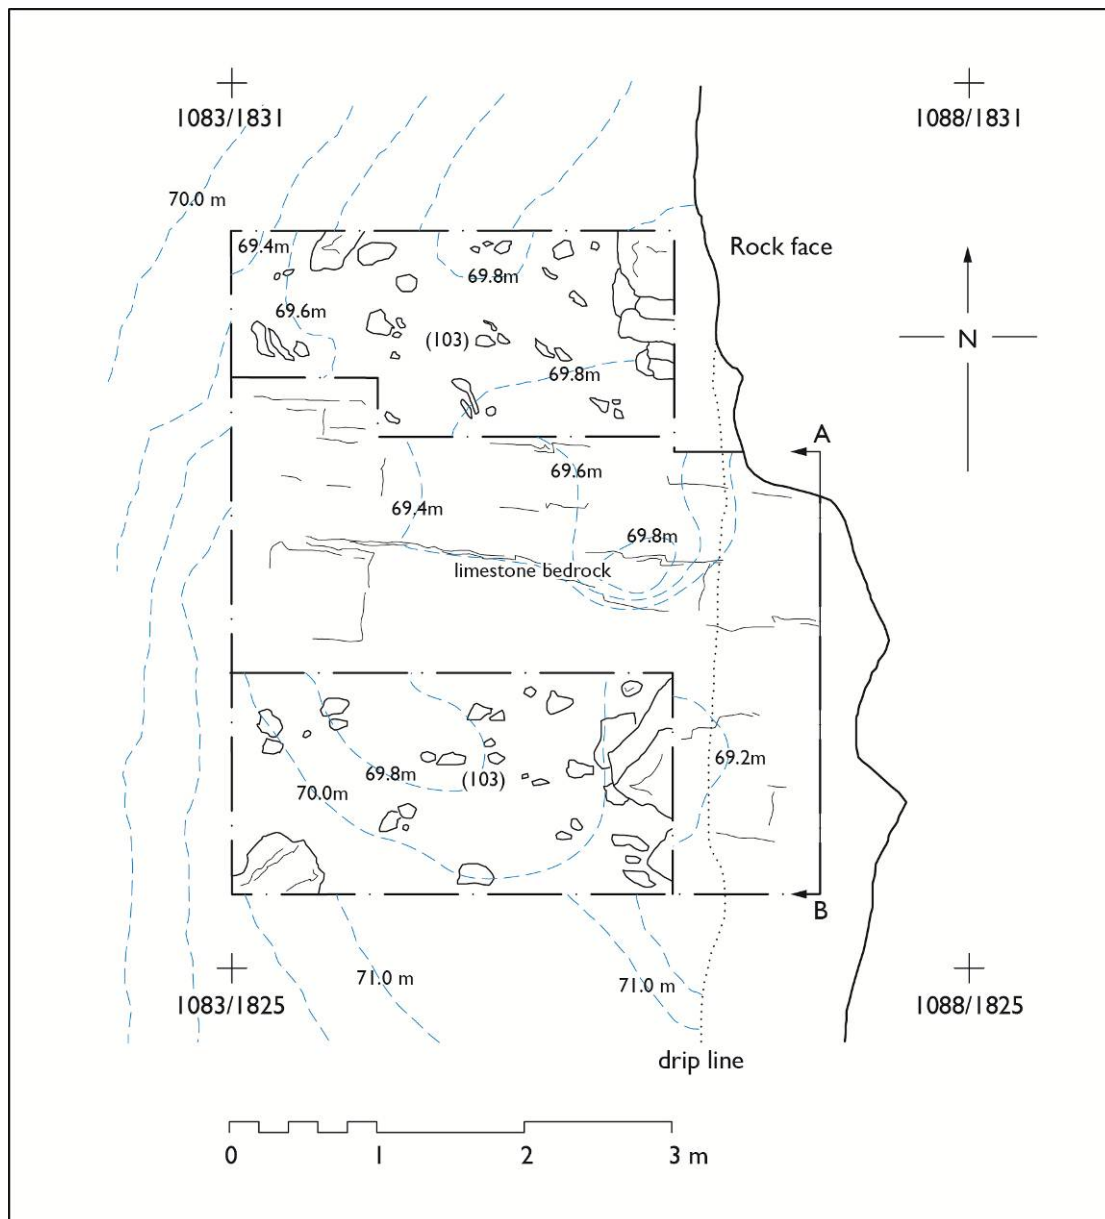 1083/1831
1088/1831
70.0 m
69.4m
Rock face
69.8m
69.6m
(103)
N
69.8m
A
69.6m
69.4m
69.8m
limestone bedrock
69.2m
69.8m
(103)
70.0m
B
71.0 m
71.0 m
1083/1825
1088/1825
drip line
0 1 2 3 m